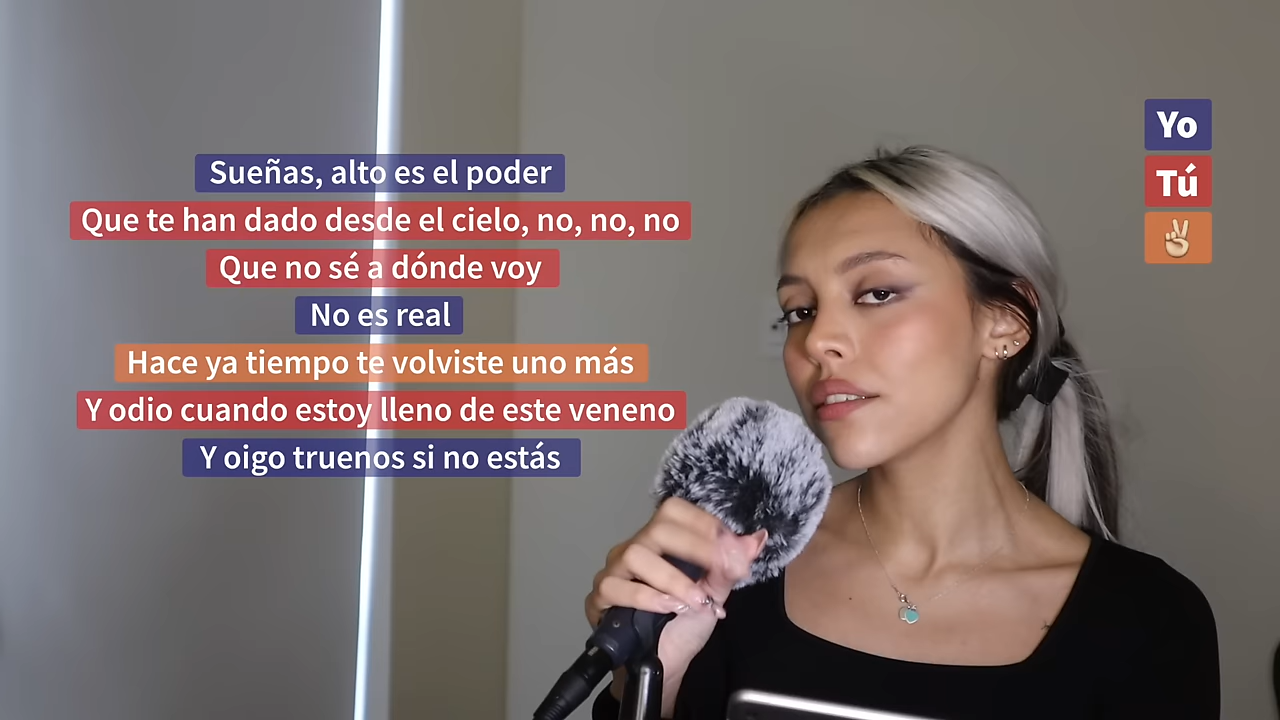 Sueñas, alto es el poder
Que te han dado desde el cielo, no, no, no
Que no sé a dónde voy
No es real
Hace ya tiempo te volviste uno más
Y odio cuando estoy lleno de este veneno
Y oigo truenos si no estás
Yo
Tú
✌